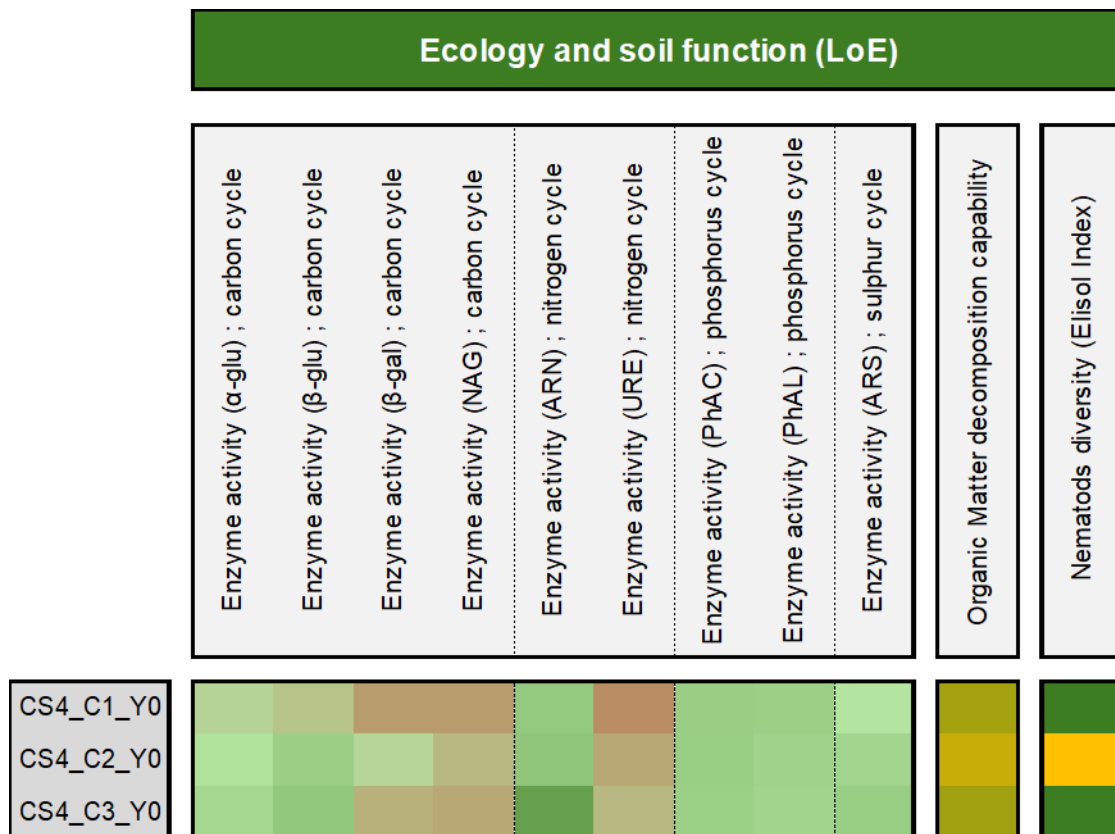 Ecology and soil function (LoE)
Enzyme activity (α-glu) ; carbon cycle
Enzyme activity (β-glu) ; carbon cycle
Enzyme activity (β-gal) ; carbon cycle
Enzyme activity (NAG) ; carbon cycle
Enzyme activity (ARN) ; nitrogen cycle
Enzyme activity (URE) ; nitrogen cycle
Enzyme activity (PhAC) ; phosphorus cycle
Enzyme activity (PhAL) ; phosphorus cycle
Enzyme activity (ARS) ; sulphur cycle
Organic Matter decomposition capability
Nematods diversity (Elisol Index)
CS4_C1_Y0
CS4_C2_Y0
CS4_C3_Y0